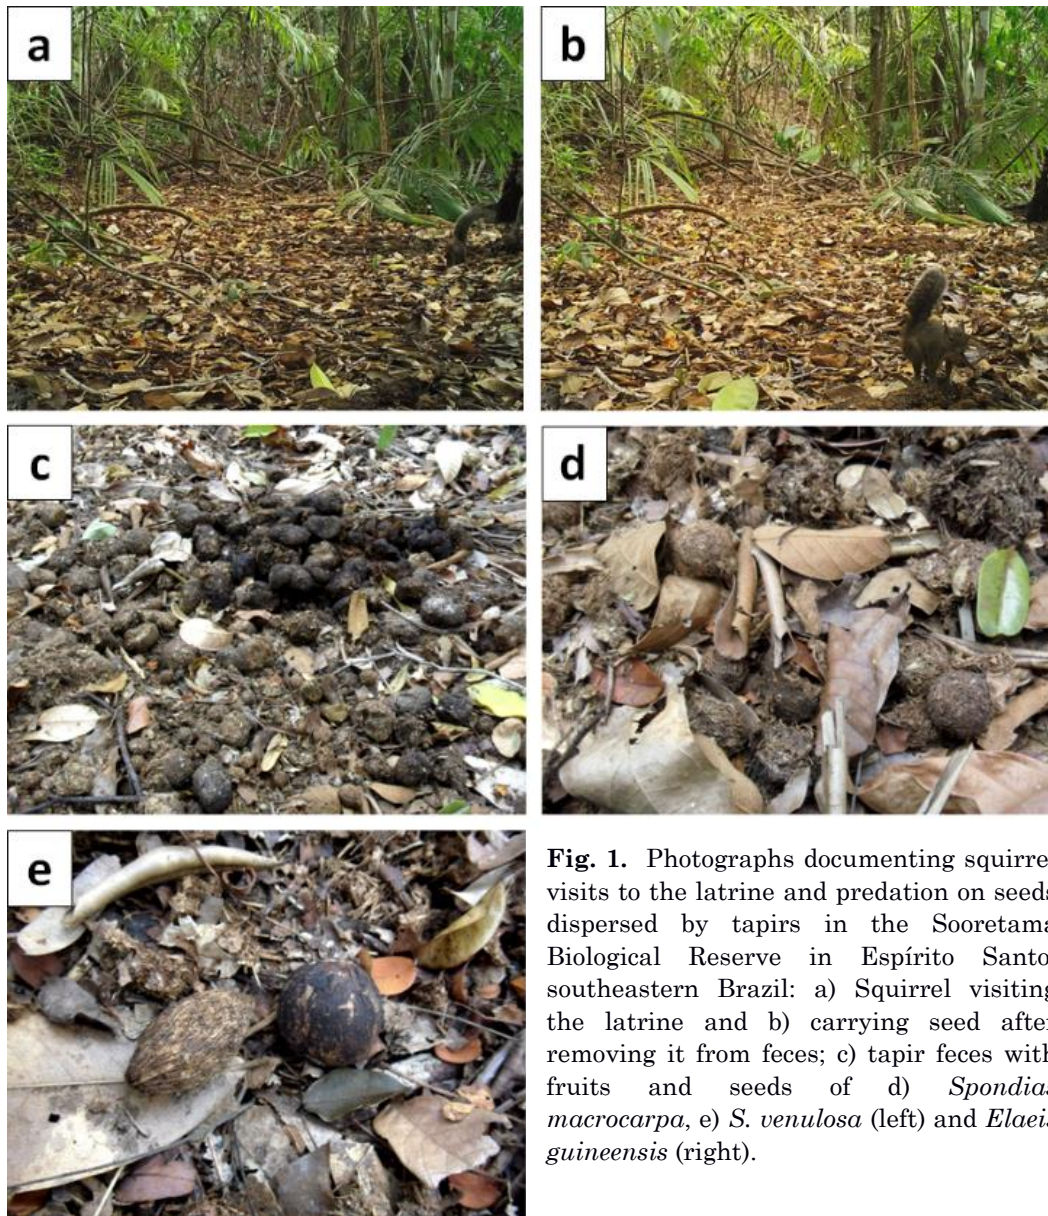 a
b
c
d
e
Fig. 1. Photographs documenting squirre
visits to the latrine and predation on seeds
dispersed by tapirs in the Sooretama
Biological Reserve in Espírito Santo
southeastern Brazil: a) Squirrel visiting
the latrine and b) carrying seed after
removing it from feces; c) tapir feces with
fruits and seeds of d) Spondias
macrocarpa, e) S. venulosa (left) and Elaeis
guineensis (right).